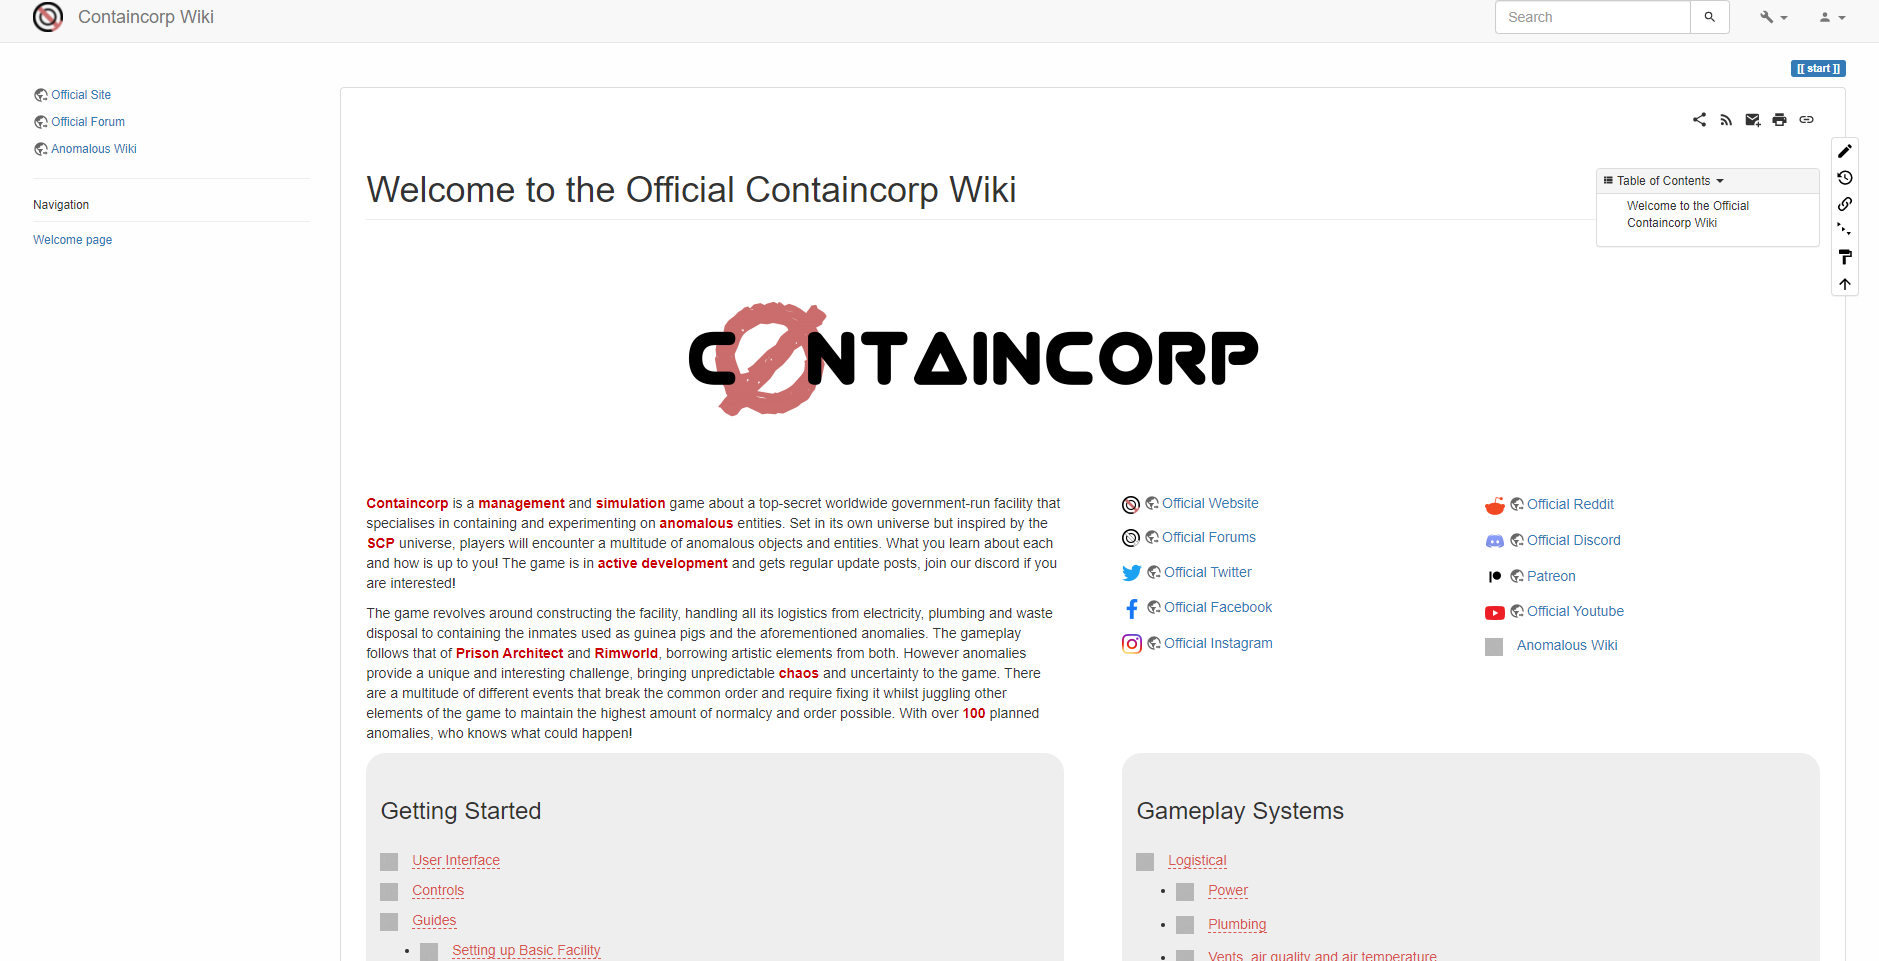 Containcorp Wiki
Search
[[ start ]]
Official Site
Official Forum
Anomalous Wiki
Navigation
Welcome page
Welcome to the Official Containcorp Wiki
Table of Contents
Welcome to the Official
Containcorp Wiki
CONTAINCORP
Containcorp is a management and simulation game about a top-secret worldwide government-run facility that
specialises in containing and experimenting on anomalous entities. Set in its own universe but inspired by the
SCP universe, players will encounter a multitude of anomalous objects and entities. What you learn about each
and how is up to you! The game is in active development and gets regular update posts, join our discord if you
are interested!
The game revolves around constructing the facility, handling all its logistics from electricity, plumbing and waste
disposal to containing the inmates used as guinea pigs and the aforementioned anomalies. The gameplay
follows that of Prison Architect and Rimworld, borrowing artistic elements from both. However anomalies
provide a unique and interesting challenge, bringing unpredictable chaos and uncertainty to the game. There
are a multitude of different events that break the common order and require fixing it whilst juggling other
elements of the game to maintain the highest amount of normalcy and order possible. With over 100 planned
anomalies, who knows what could happen!
Official Website
Official Forums
Official Twitter
Official Facebook
Official Instagram
Official Reddit
Official Discord
Patreon
Official Youtube
Anomalous Wiki
Getting Started
User Interface
Controls
Guides
Setting up Basic Facility
Gameplay Systems
Logistical
Power
Plumbing
Vents, air quality and air temperature